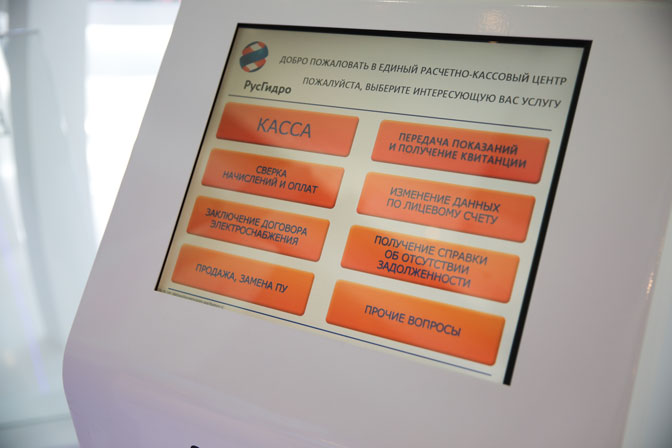 ДОБРО ПОЖАЛОВАТЬ В ЕДИНЫЙ РАСЧЕТНО-КАССОВЫЙ ЦЕНТР
ПОЖАЛУЙСТА, ВЫБЕРИТЕ ИНТЕРЕСУЮЩУЮ ВАС УСЛУГУ
РусГидро
КАССА
СВЕРКА
НАЧИСЛЕНИЙ И ОПЛАТ
ЗАКЛЮЧЕНИЕ ДОГОВОРА
ЭЛЕКТРОСНАБЖЕНИЯ
ПРОДАЖА, ЗАМЕНА ПУ
ПЕРЕДАЧА ПОКАЗАНИЙ
И ПОЛУЧЕНИЕ КВИТАНЦИИ
ИЗМЕНЕНИЕ ДАННЫХ
ПО ЛИЦЕВОМУ СЧЕТУ
ПОЛУЧЕНИЕ СПРАВКИ
ОБ ОТСУТСТВИИ
ЗАДОЛЖЕННОСТИ
ПРОЧИЕ ВОПРОСЫ